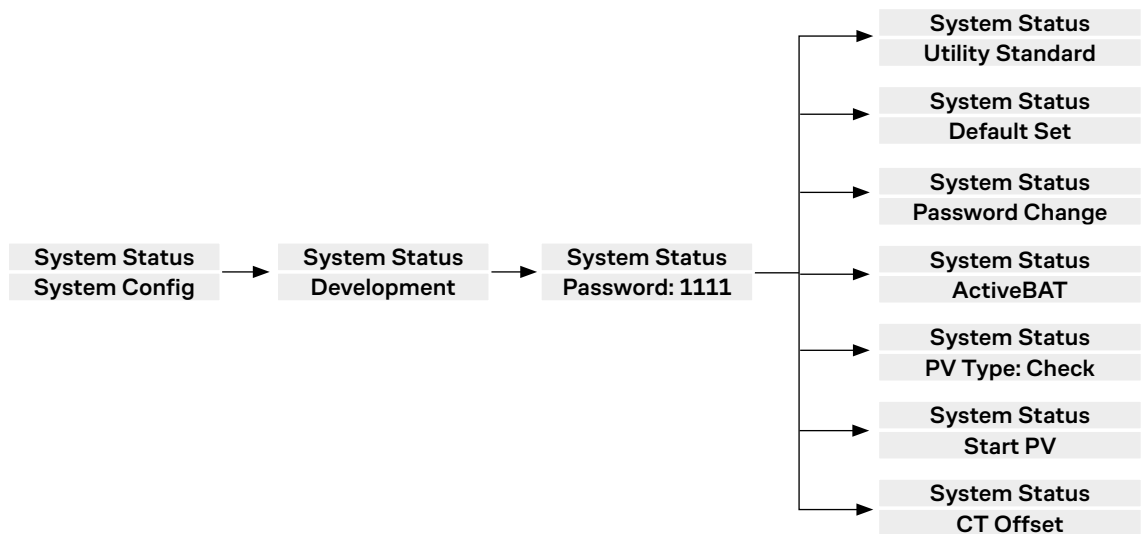 System Status
System Config
System Status
Development
System Status
Password: 1111
System Status
Utility Standard
System Status
Default Set
System Status
Password Change
System Status
ActiveBAT
System Status
PV Type: Check
System Status
Start PV
System Status
CT Offset